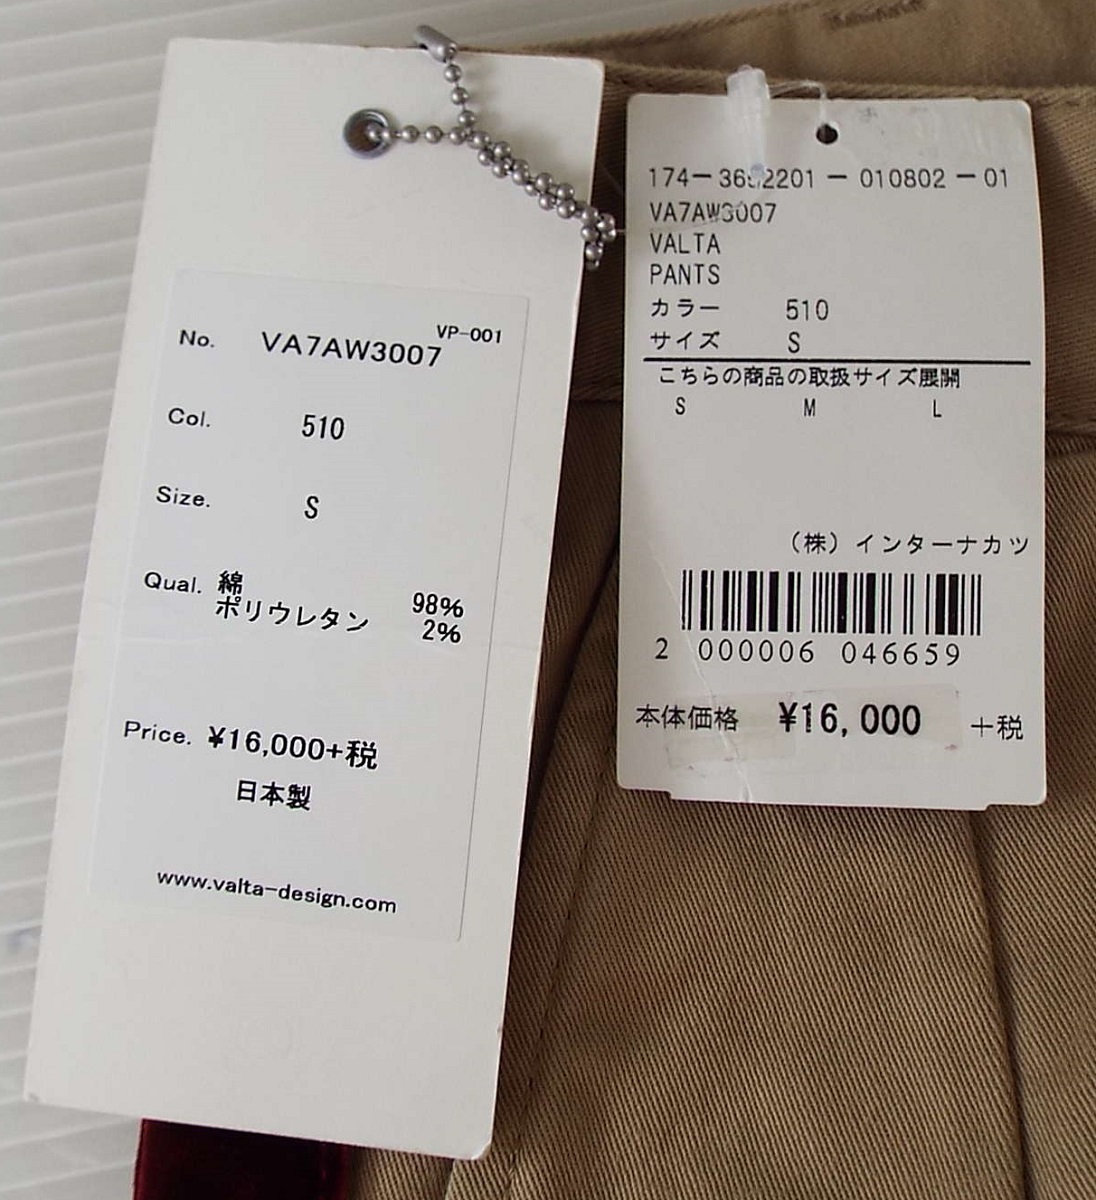 VP-001
No. VA7AW3007
Col. 510
Size. S
Qual. 綿 98%
ポリウレタン 2%
Price. ¥16,000+税
日本製
www.valta-design.com
VA7AW3007
VALTA
PANTS
カラー 510
サイズ S
こちらの商品の取扱サイズ展開
S M L
(株) インターナカツ
2 000006 046659
本体価格 ¥16,000 +税